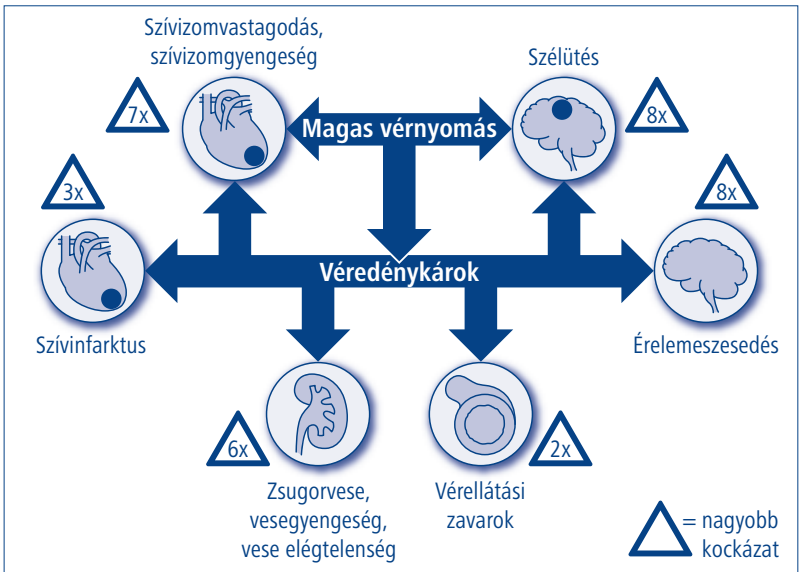 Szívizomvastagodás,
szívizomgyengeség
Szélütés
7x
Magas vérnyomás
8x
3x
8x
Véredénykárok
Szívinfarktus
Érelemeszesedés
6x
2x
Zsugorvese,
vesegyengeség,
vese elégtelenség
Vérellátási
zavarok
= nagyobb
kockázat